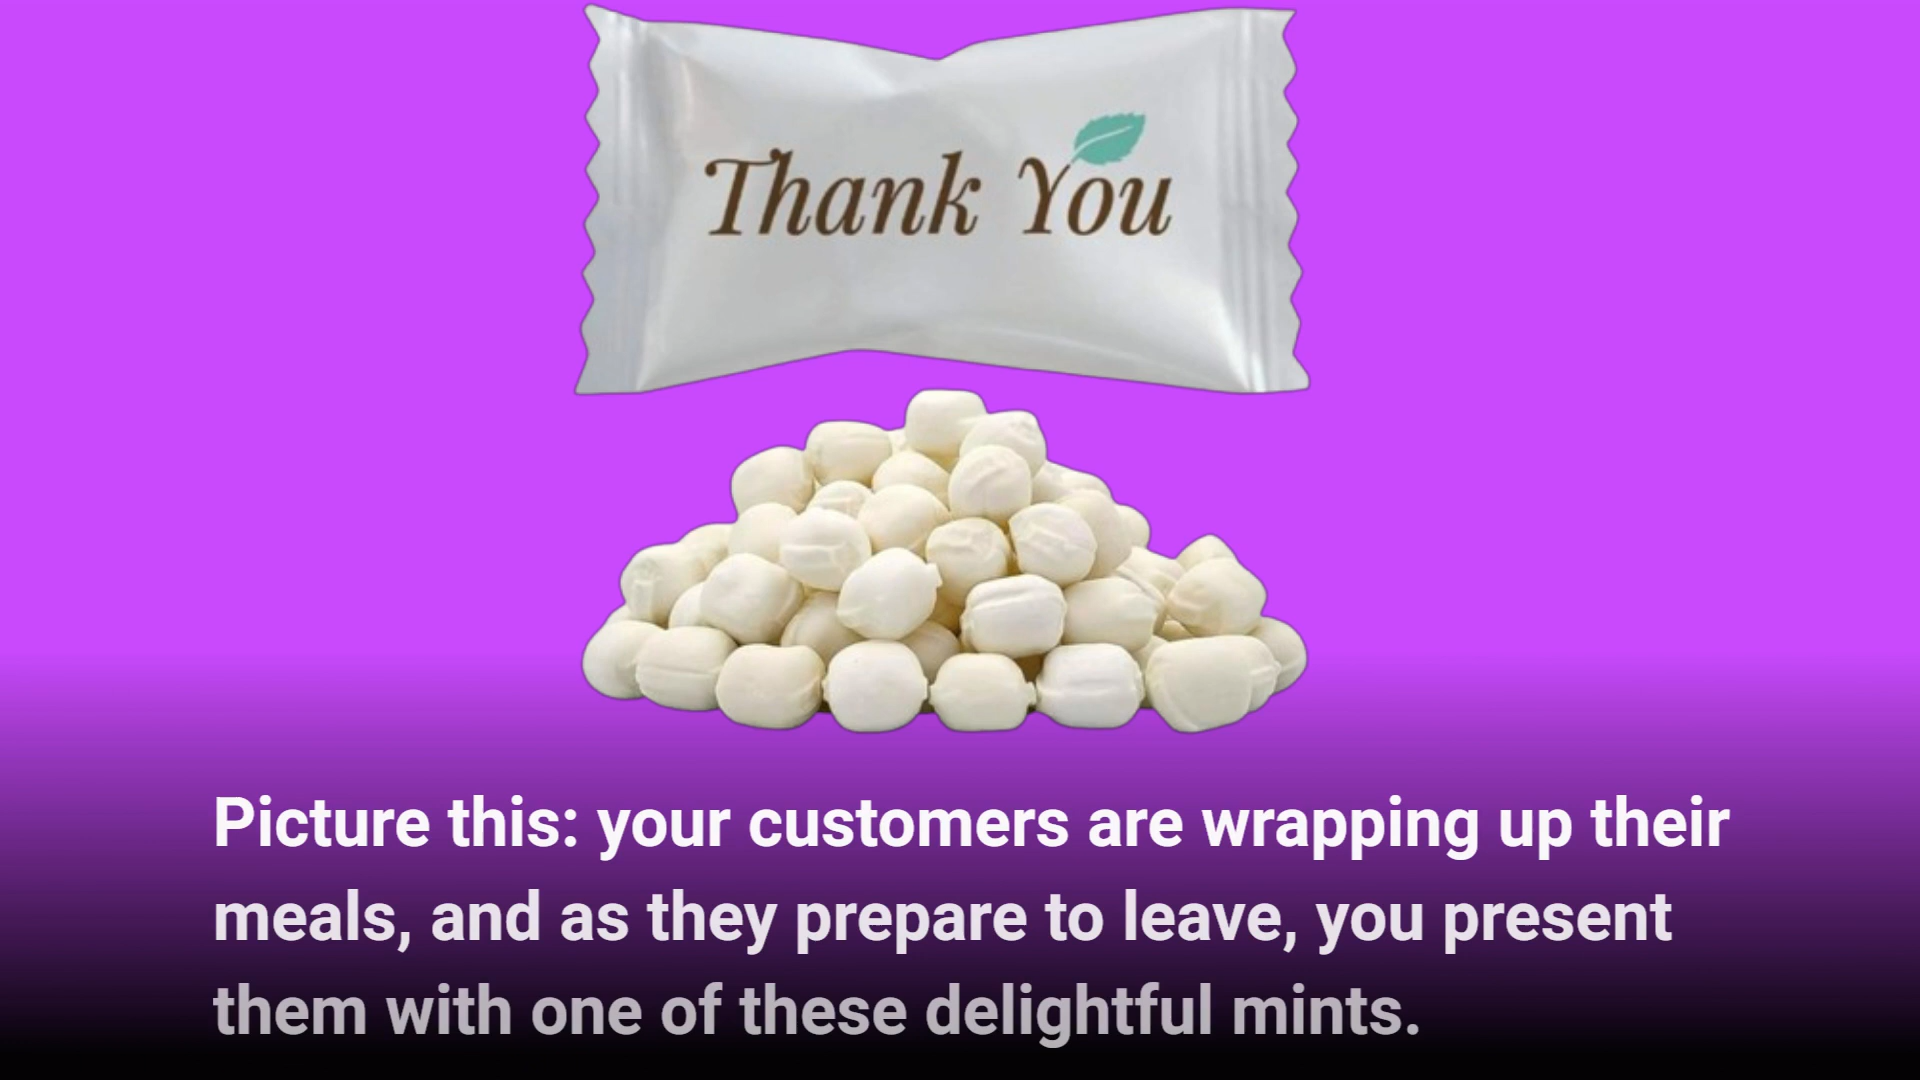 Thank You
Picture this: your customers are wrapping up their
meals, and as they prepare to leave, you present
them with one of these delightful mints.